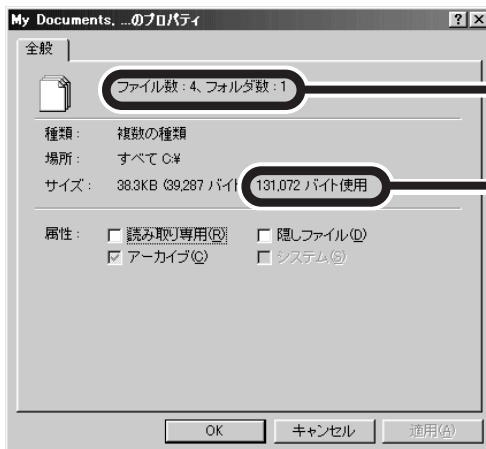 My Documents, ...のプロパティ
全般
ファイル数 : 4、フォルダ数 : 1
種類 : 複数の種類
場所 : すべて C:¥
サイズ : 38.3KB (39,287 バイト 131,072 バイト使用
属性 : 読み取り専用(R) 隠しファイル(D)
アーカイブ(C) システム(S)
OK キャンセル 適用(A)